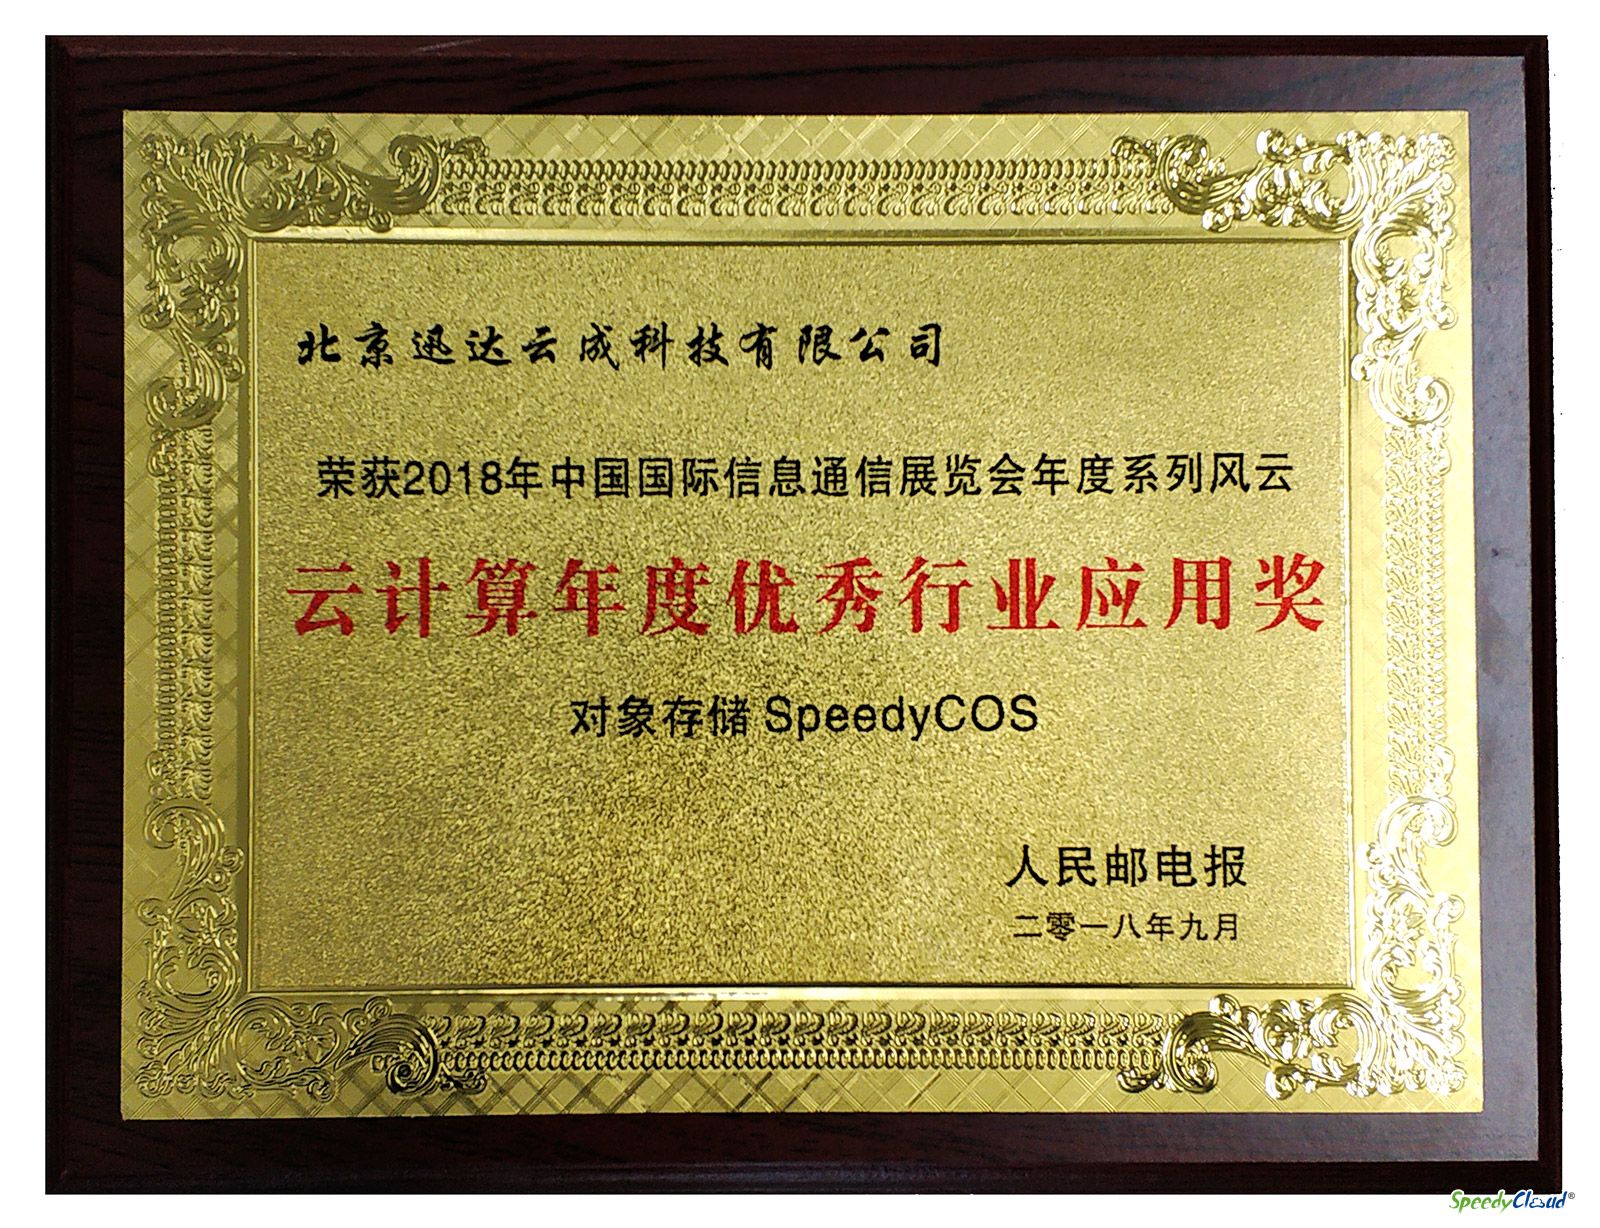 北京迅达云成科技有限公司
荣获2018年中国国际信息通信展览会年度系列风云
云计算年度优秀行业应用奖
对象存储 SpeedyCOS
人民邮电报
二零一八年九月
SpeedyCloud®